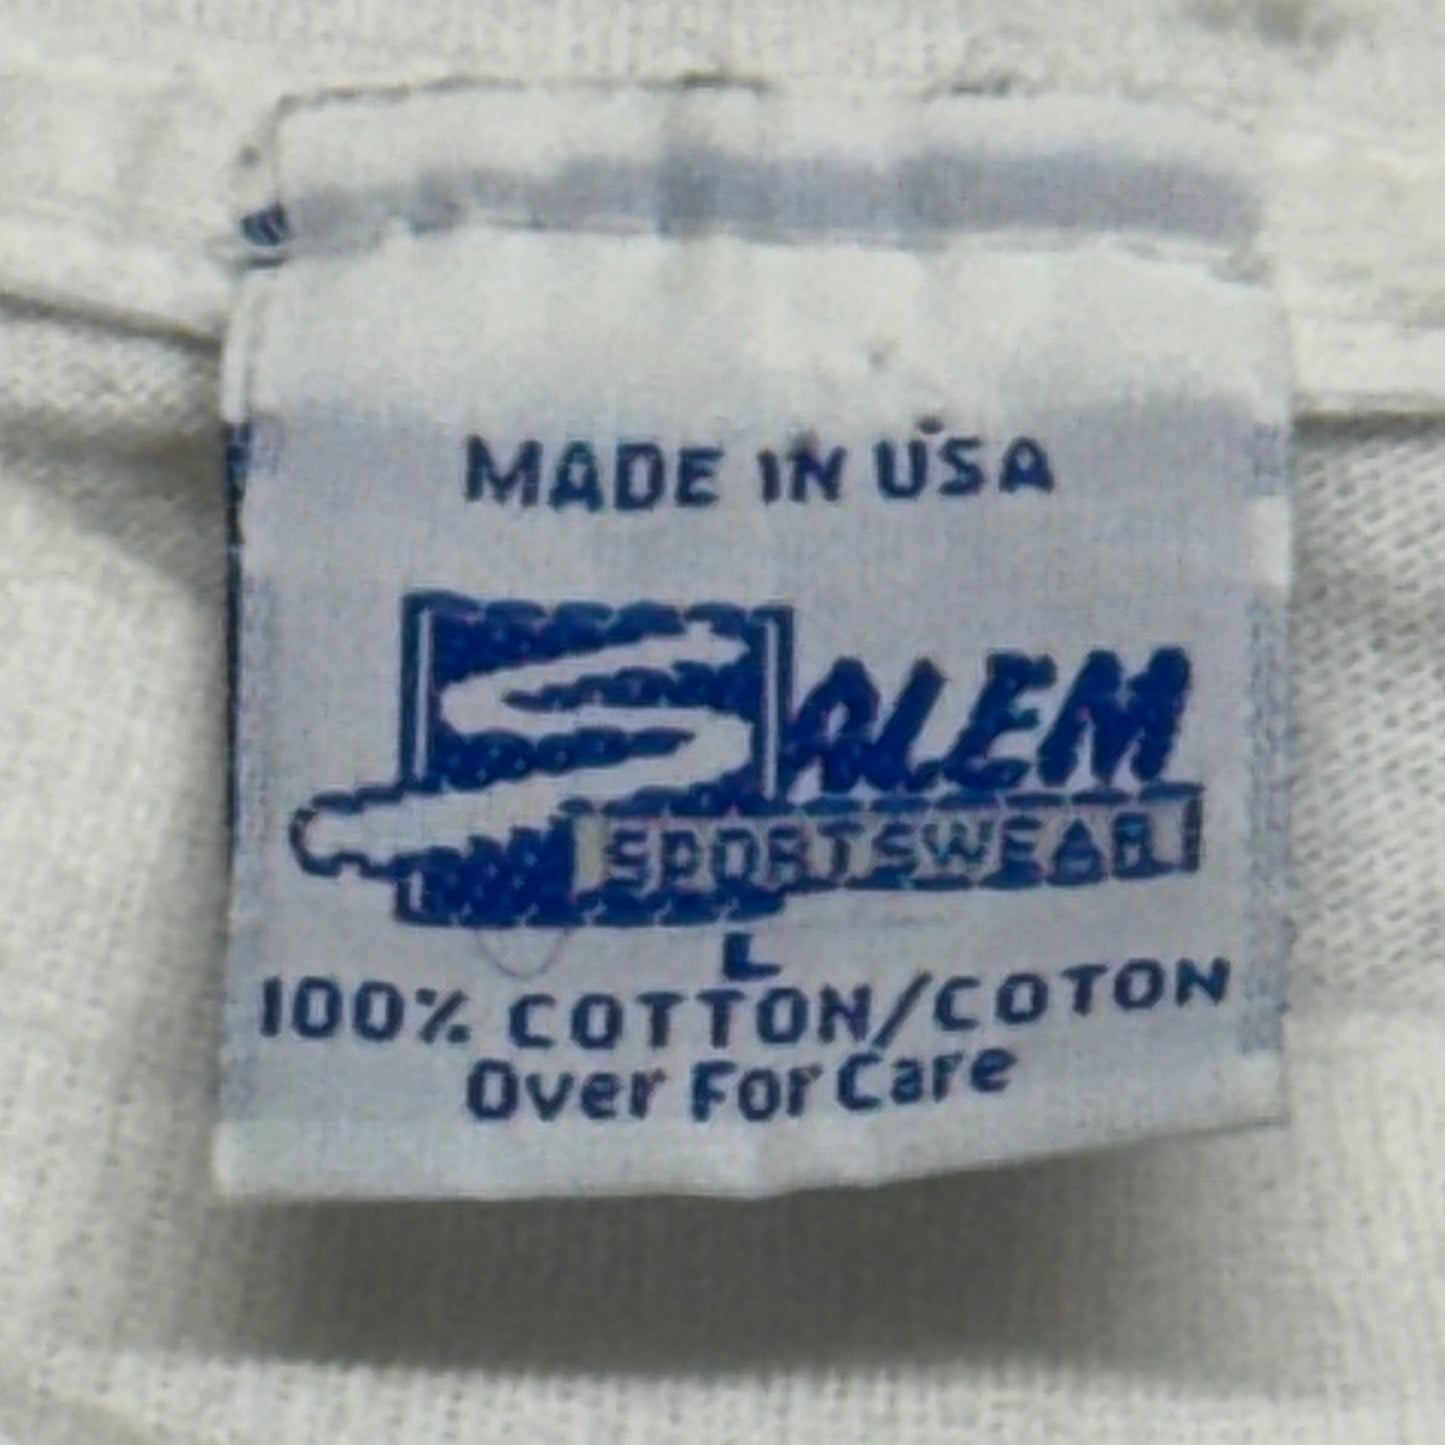 MADE IN USA
SALEM
SPORTSWEAR
L
100% COTTON/COTON
Over For Care